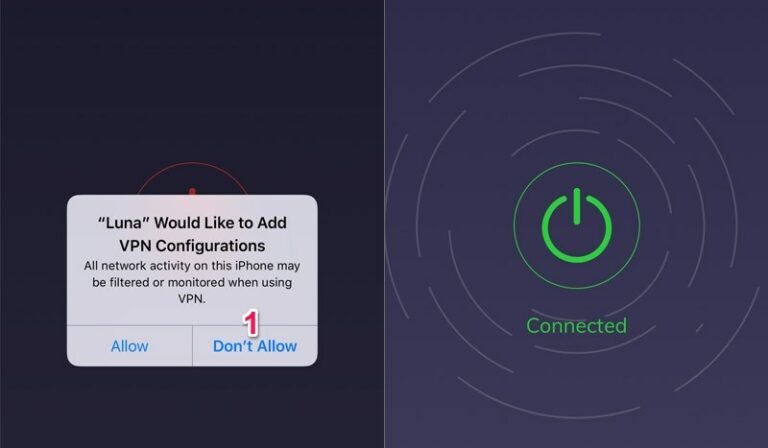 “Luna” Would Like to Add
VPN Configurations
All network activity on this iPhone may
be filtered or monitored when using
VPN.
1
Allow
Don’t Allow
Connected